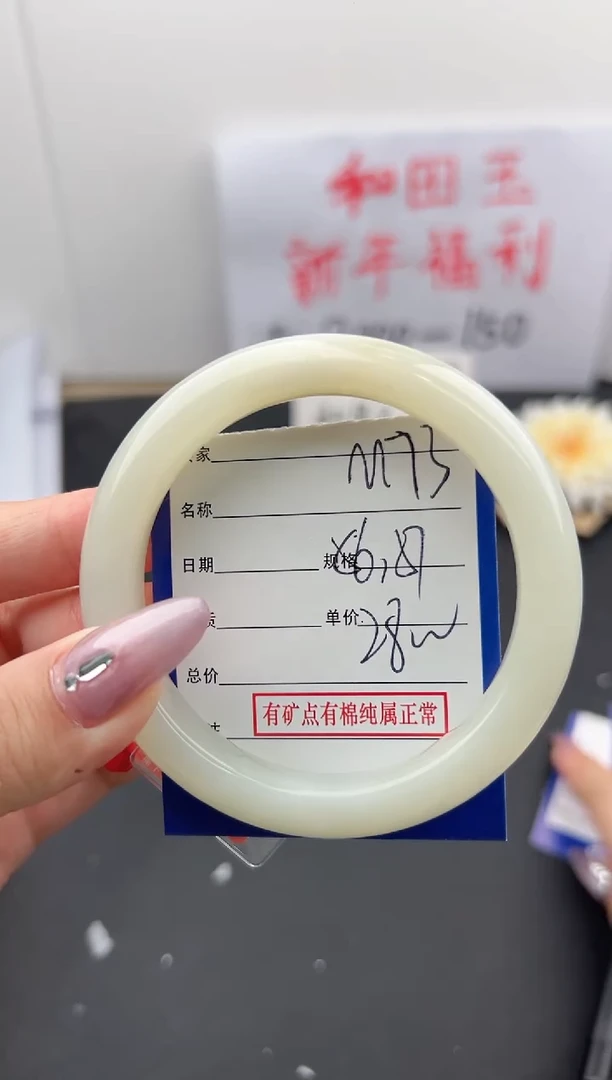 和田玉
新年福利
150
家 M73
名称
日期 规格
单价 28w
总价
有矿点有棉纯属正常